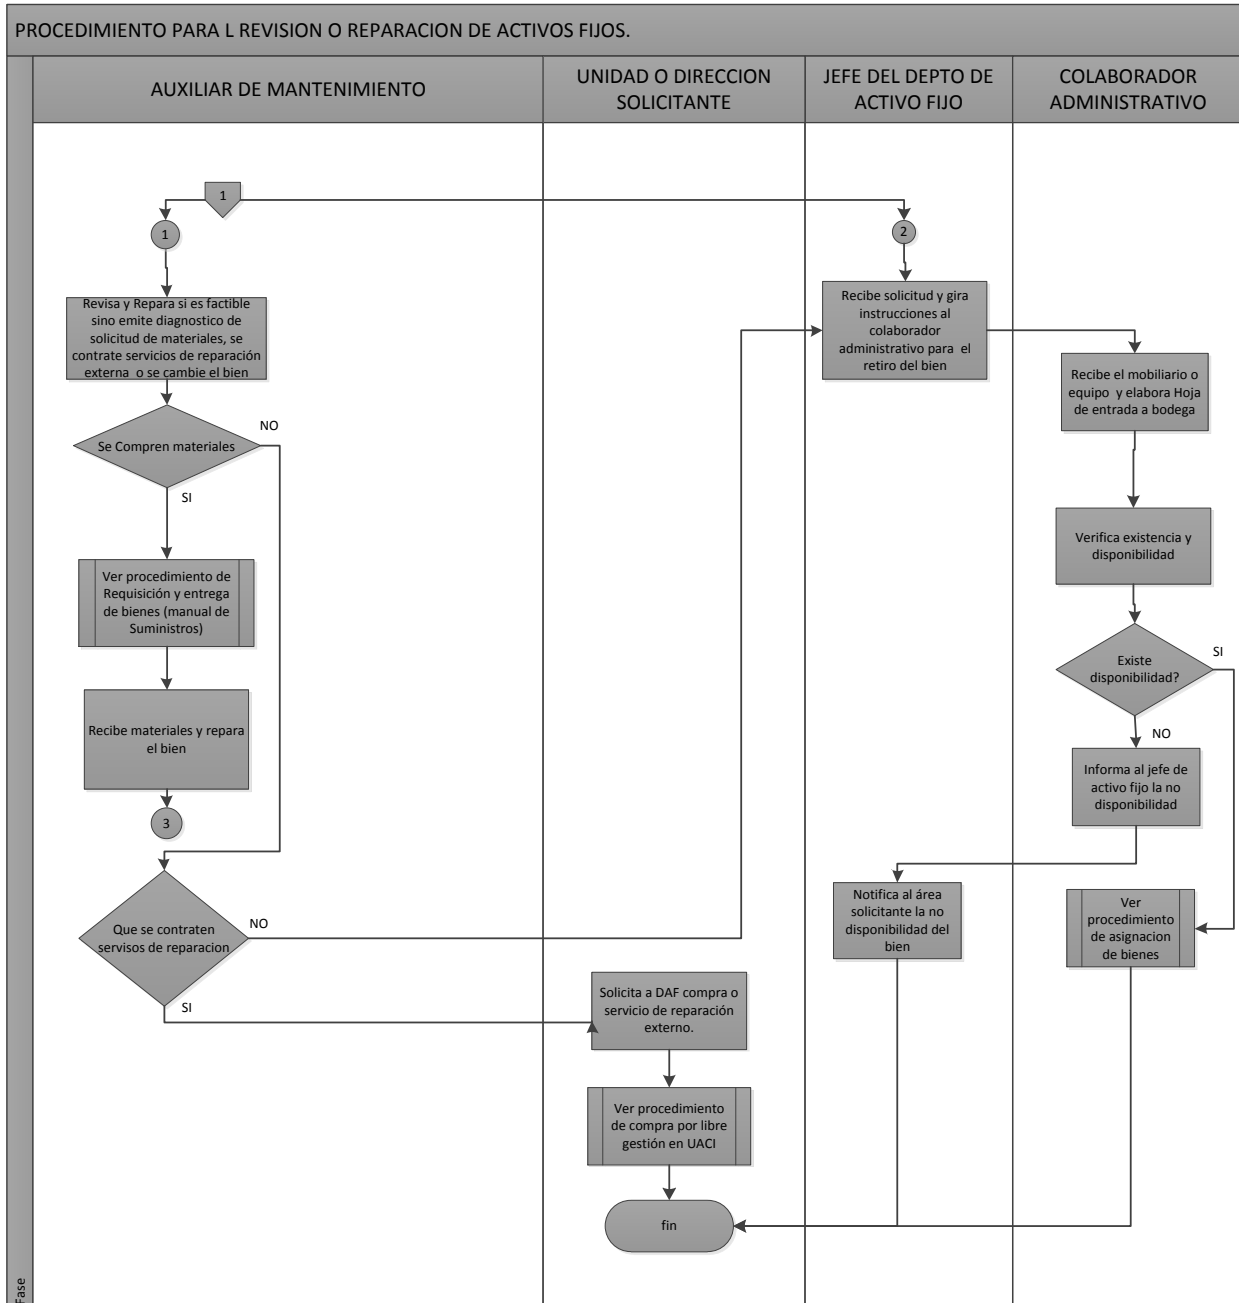 PROCEDIMIENTO PARA L REVISION O REPARACION DE ACTIVOS FIJOS.
AUXILIAR DE MANTENIMIENTO
UNIDAD O DIRECCION
SOLICITANTE
JEFE DEL DEPTO DE
ACTIVO FIJO
COLABORADOR
ADMINISTRATIVO
1
1
2
Revisa y Repara si es factible
sino emite diagnostico de
solicitud de materiales, se
contrate servicios de reparación
externa o se cambie el bien
Recibe solicitud y gira
instrucciones al
colaborador
administrativo para el
retiro del bien
Recibe el mobiliario o
equipo y elabora Hoja
de entrada a bodega
Se Compren materiales
NO
SI
Verifica existencia y
disponibilidad
Ver procedimiento de
Requisición y entrega
de bienes (manual de
Suministros)
Existe
disponibilidad?
SI
NO
Recibe materiales y repara
el bien
Informa al jefe de
activo fijo la no
disponibilidad
3
Que se contraten
servisos de reparacion
NO
SI
Notifica al área
solicitante la no
disponibilidad del
bien
Ver
procedimiento
de asignacion
de bienes
Solicita a DAF compra o
servicio de reparación
externo.
Ver procedimiento
de compra por libre
gestión en UACI
fin
Fase